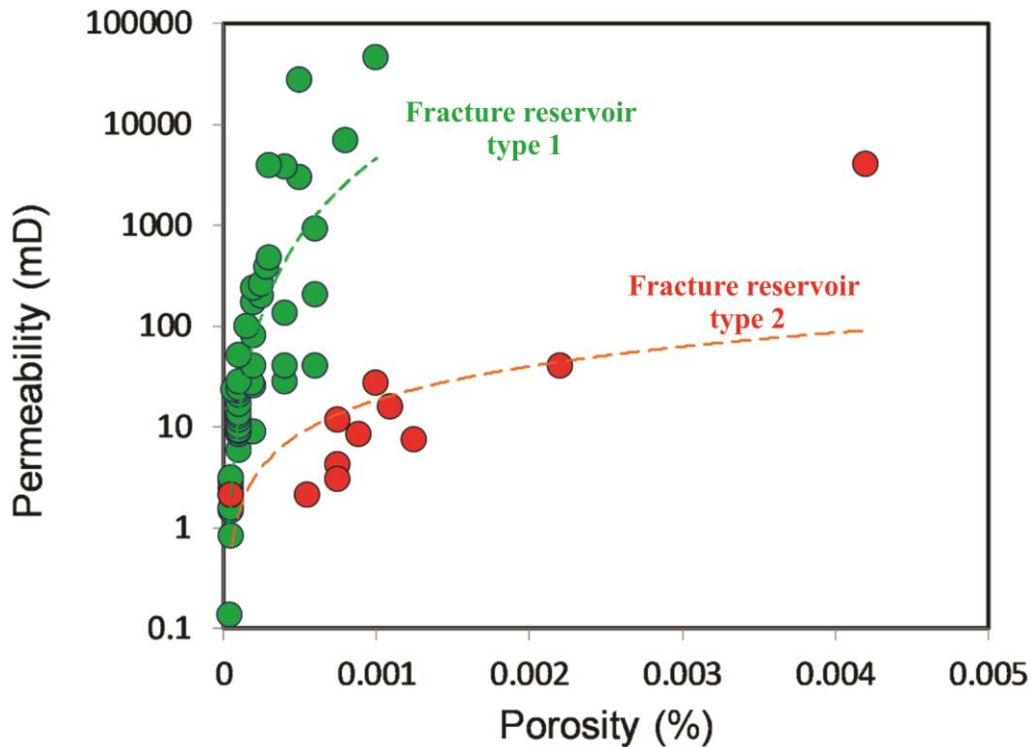 100000
10000
1000
100
10
1
0.1
Permeability (mD)
Fracture reservoir
type 1
Fracture reservoir
type 2
0 0.001 0.002 0.003 0.004 0.005
Porosity (%)